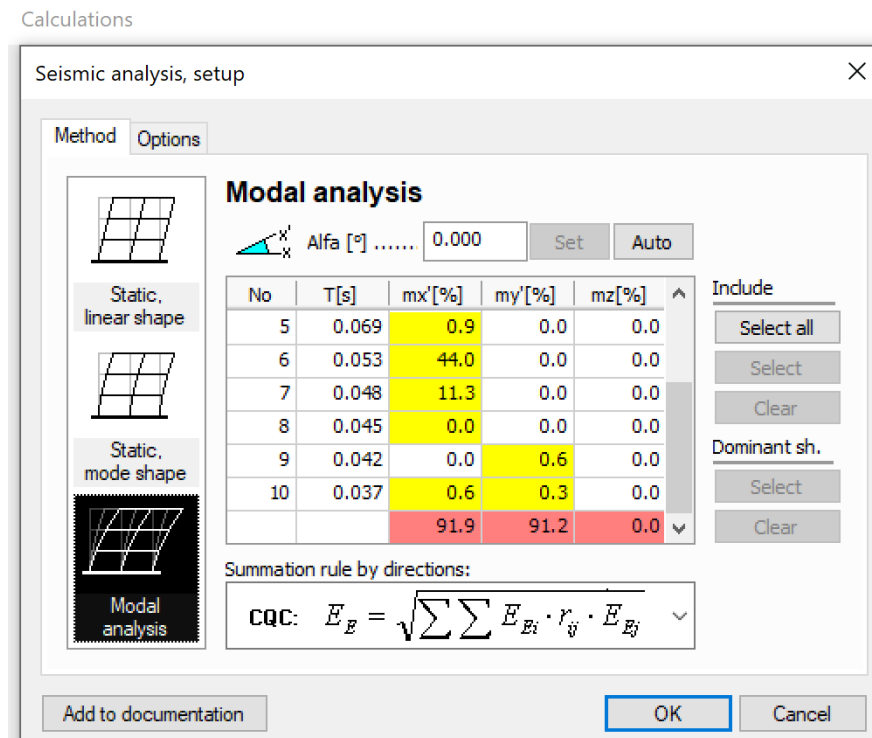 Calculations
Seismic analysis, setup
Method Options
Static,
linear shape
Static,
mode shape
Modal
analysis
Modal analysis
x'
x
Alfa [°] ....... 0.000 Set Auto
No T[s] mx'[%] my'[%] mz[%]
5 0.069 0.9 0.0 0.0
6 0.053 44.0 0.0 0.0
7 0.048 11.3 0.0 0.0
8 0.045 0.0 0.0 0.0
9 0.042 0.0 0.6 0.0
10 0.037 0.6 0.3 0.0
91.9 91.2 0.0
Include
Select all
Select
Clear
Dominant sh.
Select
Clear
Summation rule by directions:
CQC: E_E = √∑ ∑ E_Ei · r_ij · E_Ej
Add to documentation OK Cancel